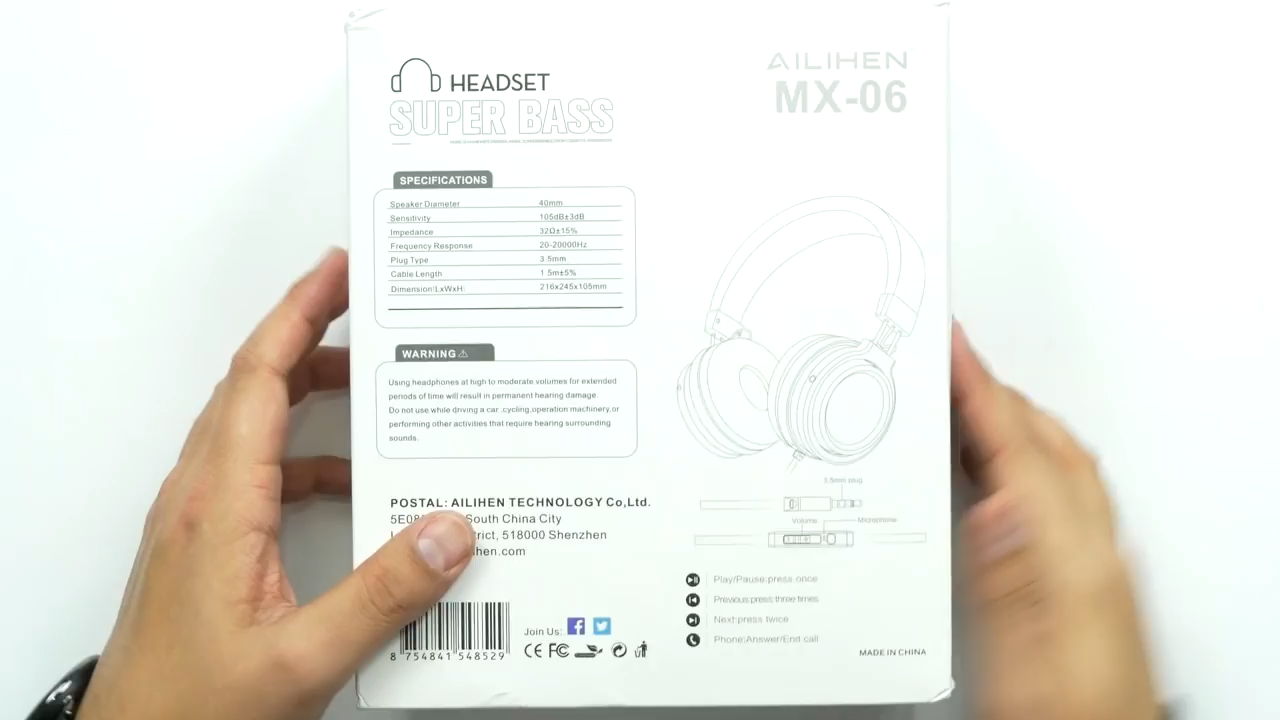 HEADSET
SUPER BASS
AILIHEN
MX-06
SPECIFICATIONS
Speaker Diameter 40mm
Sensitivity 105dB±3dB
Impedance 32Ω±15%
Frequency Response 20-20000Hz
Plug Type 3.5mm
Cable Length 1.5m±5%
Dimension(LxWxH) 216x245x105mm
WARNING
Using headphones at high to moderate volumes for extended
periods of time will result in permanent hearing damage.
Do not use while driving a car ,cycling,operation machinery,or
performing other activities that require hearing surrounding
sounds.
POSTAL: AILIHEN TECHNOLOGY Co,Ltd.
South China City
518000 Shenzhen
3.5mm plug
Volume
Microphone
Play/Pause:press once
Previous:press three times
Next:press twice
Phone:Answer/End call
8 754841 548529
Join Us:
CE FC
MADE IN CHINA